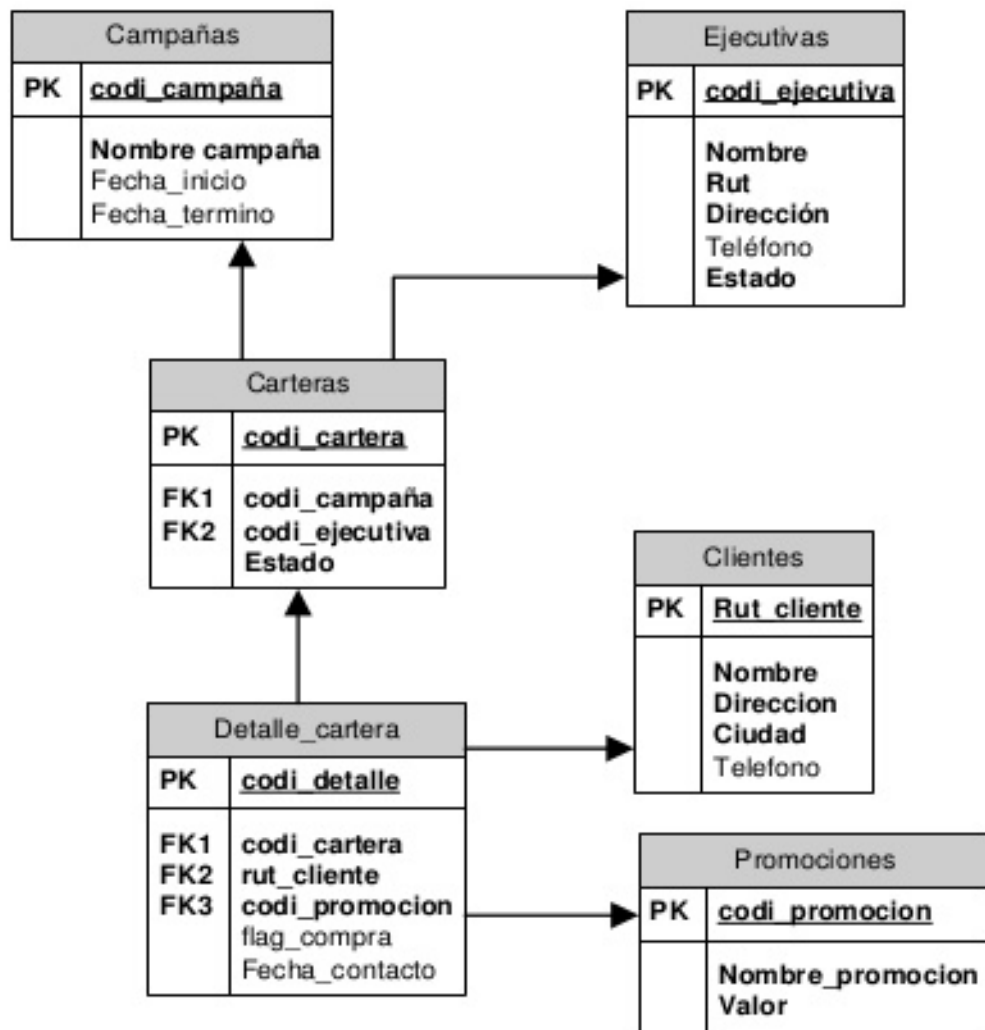 Campañas
PK codi_campaña
Nombre campaña
Fecha_inicio
Fecha_termino
Ejecutivas
PK codi_ejecutiva
Nombre
Rut
Dirección
Teléfono
Estado
Carteras
PK codi_cartera
FK1 codi_campaña
FK2 codi_ejecutiva
Estado
Clientes
PK Rut_cliente
Nombre
Direccion
Ciudad
Telefono
Detalle_cartera
PK codi_detalle
FK1 codi_cartera
FK2 rut_cliente
FK3 codi_promocion
flag_compra
Fecha_contacto
Promociones
PK codi_promocion
Nombre_promocion
Valor